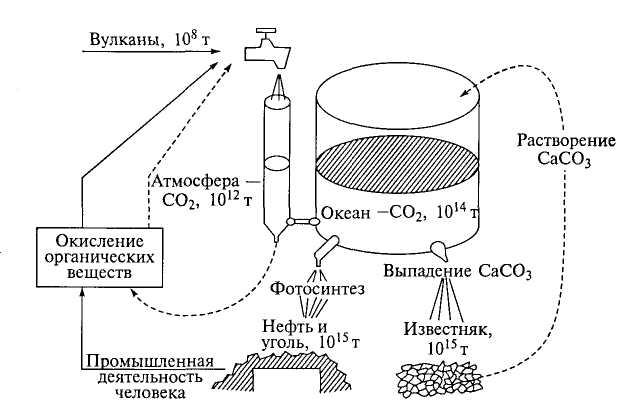 Вулканы, 10⁸ т
Растворение
CaCO₃
Атмосфера –
CO₂, 10¹² т
Океан –CO₂, 10¹⁴т
Окисление
органических
веществ
Выпадение CaCO₃
Фотосинтез
Нефть и
уголь, 10¹⁵ т
Известняк,
10¹⁵ т
Промышленная
деятельность
человека